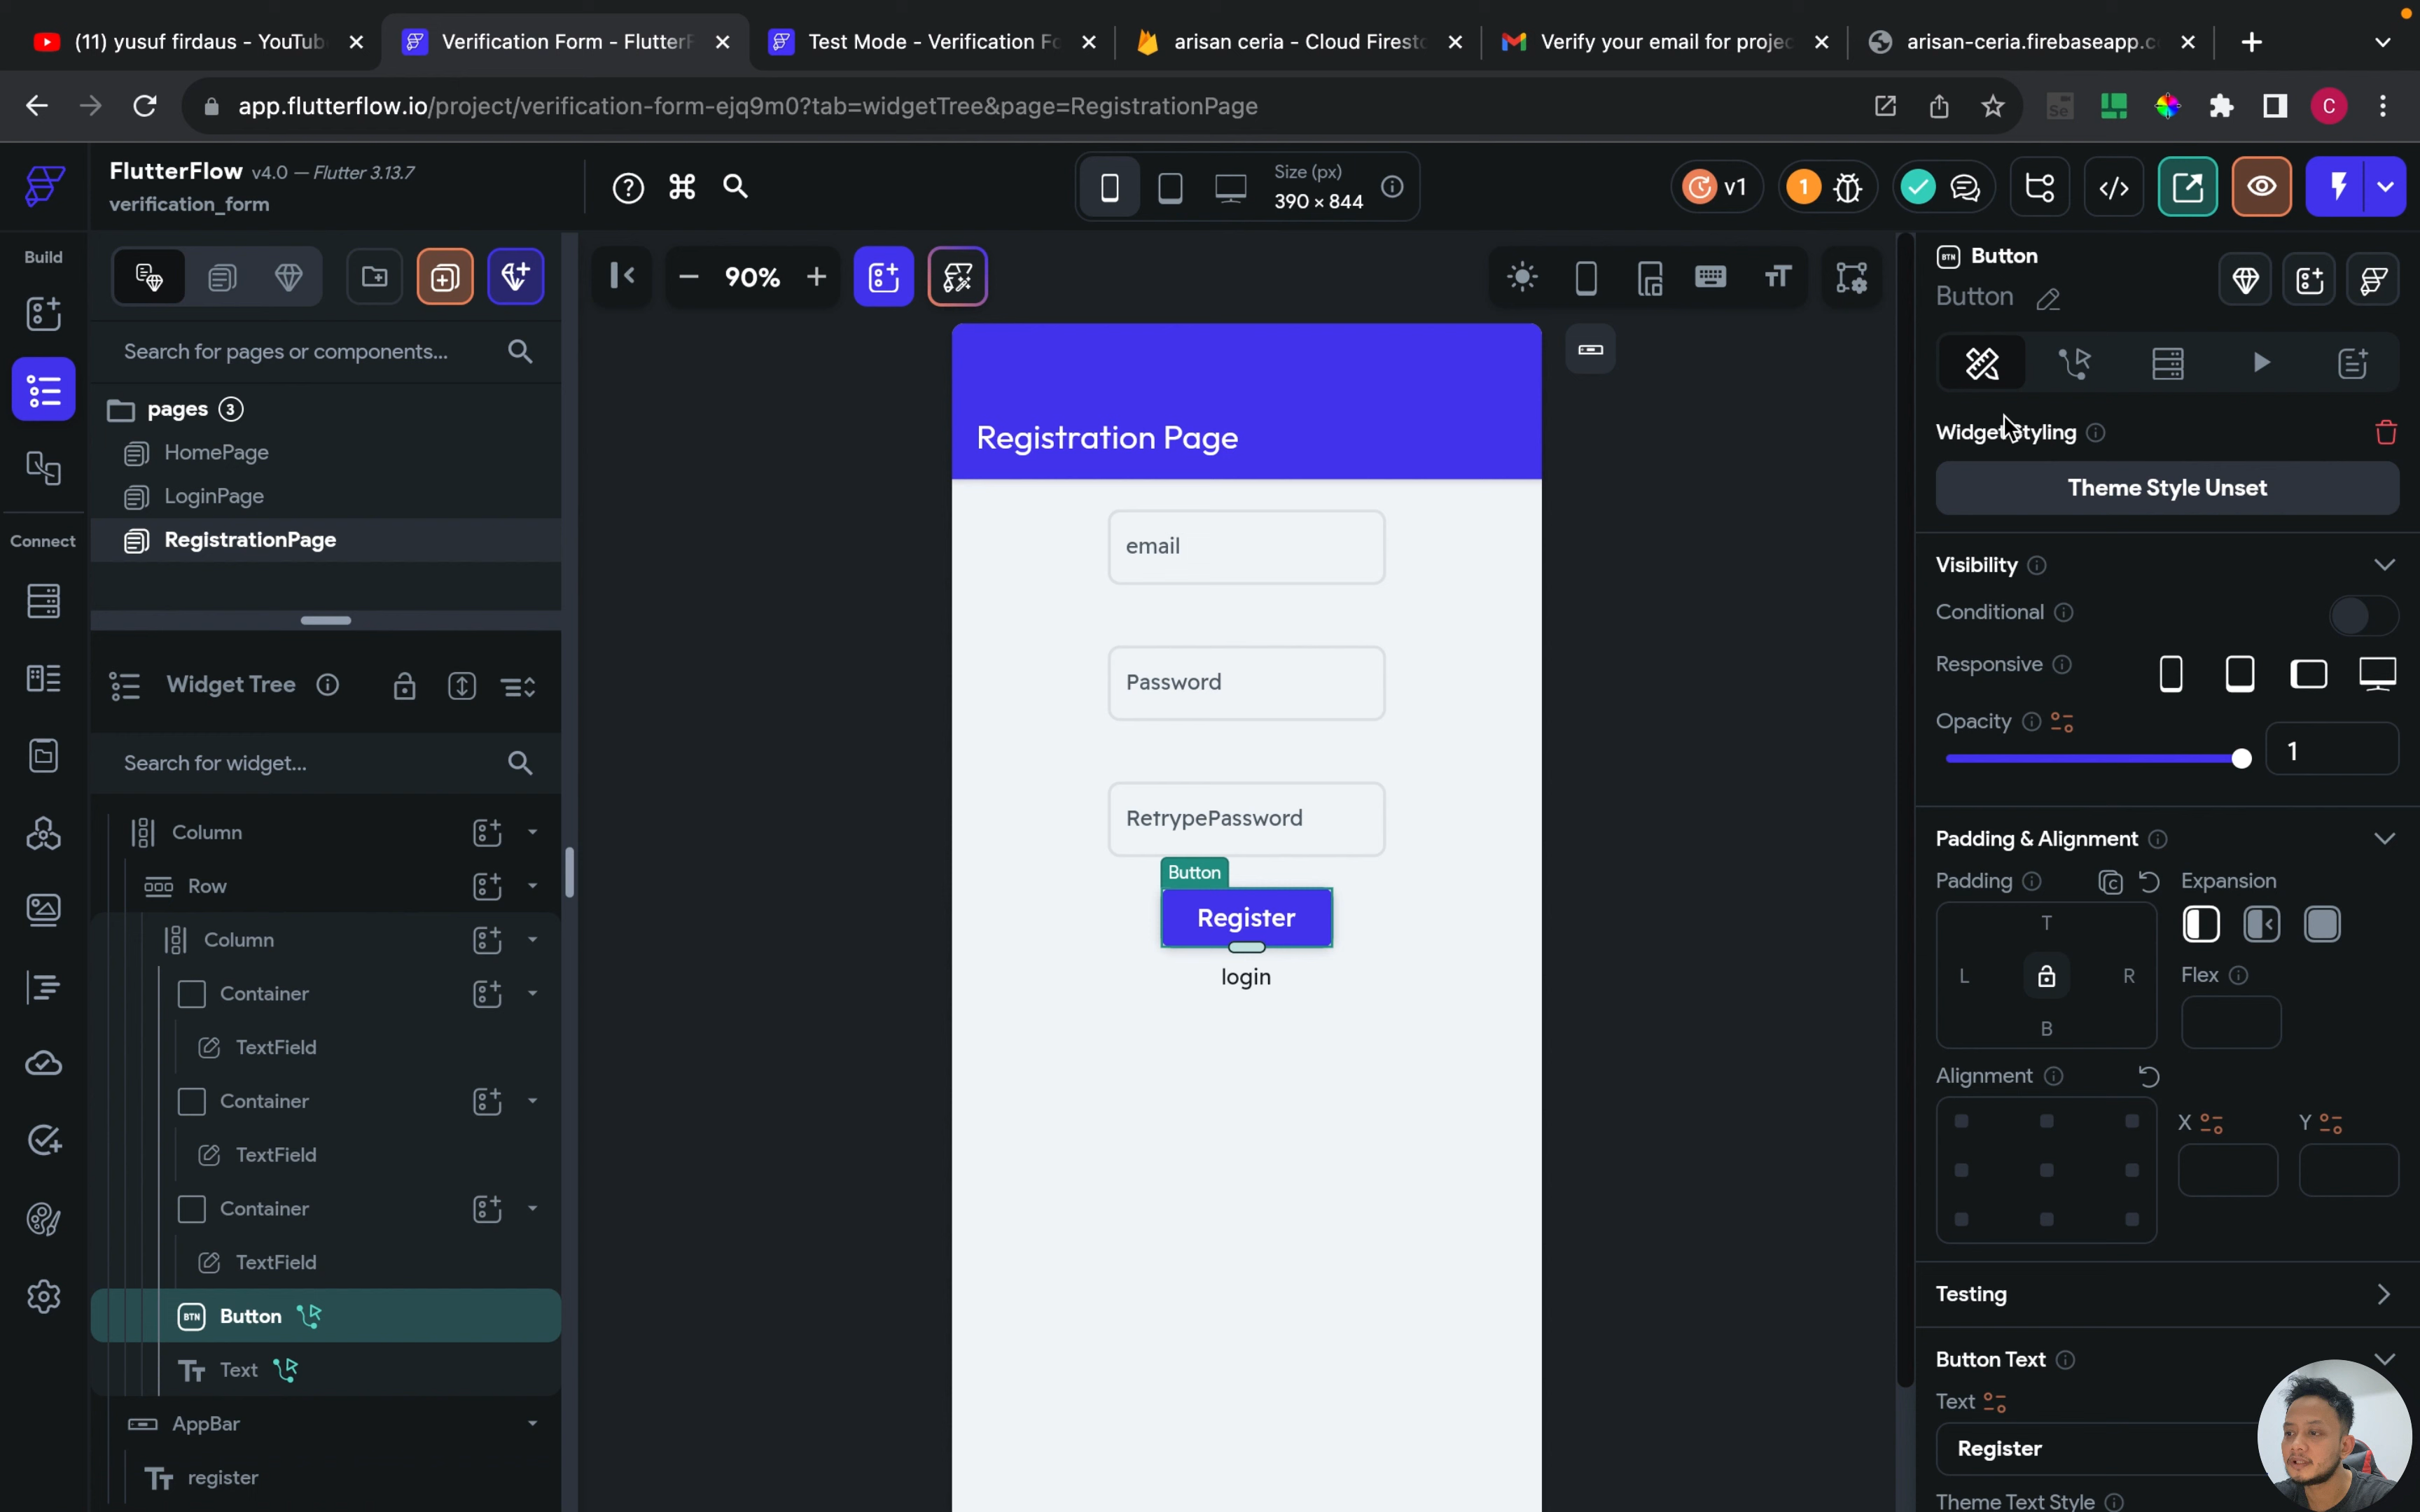 (11) yusuf firdaus - YouTub
Verification Form - FlutterF
Test Mode - Verification Fo
arisan ceria - Cloud Firesto
Verify your email for projec
arisan-ceria.firebaseapp.c
app.flutterflow.io/project/verification-form-ejq9m0?tab=widgetTree&page=RegistrationPage
Se
C
FlutterFlow v4.0 — Flutter 3.13.7
verification_form
Size (px)
390 × 844
v1
1
Build
Connect
90%
Search for pages or components...
pages 3
HomePage
LoginPage
RegistrationPage
Widget Tree
Search for widget...
Column
Row
Column
Container
TextField
Container
TextField
Container
TextField
BTN Button
Text
AppBar
register
Registration Page
email
Password
RetrypePassword
Button
Register
login
BTN Button
Button
Widget Styling
Theme Style Unset
Visibility
Conditional
Responsive
Opacity
1
Padding & Alignment
Padding
Expansion
T
L
R
B
Flex
Alignment
X
Y
Testing
Button Text
Text
Register
Theme Text Style